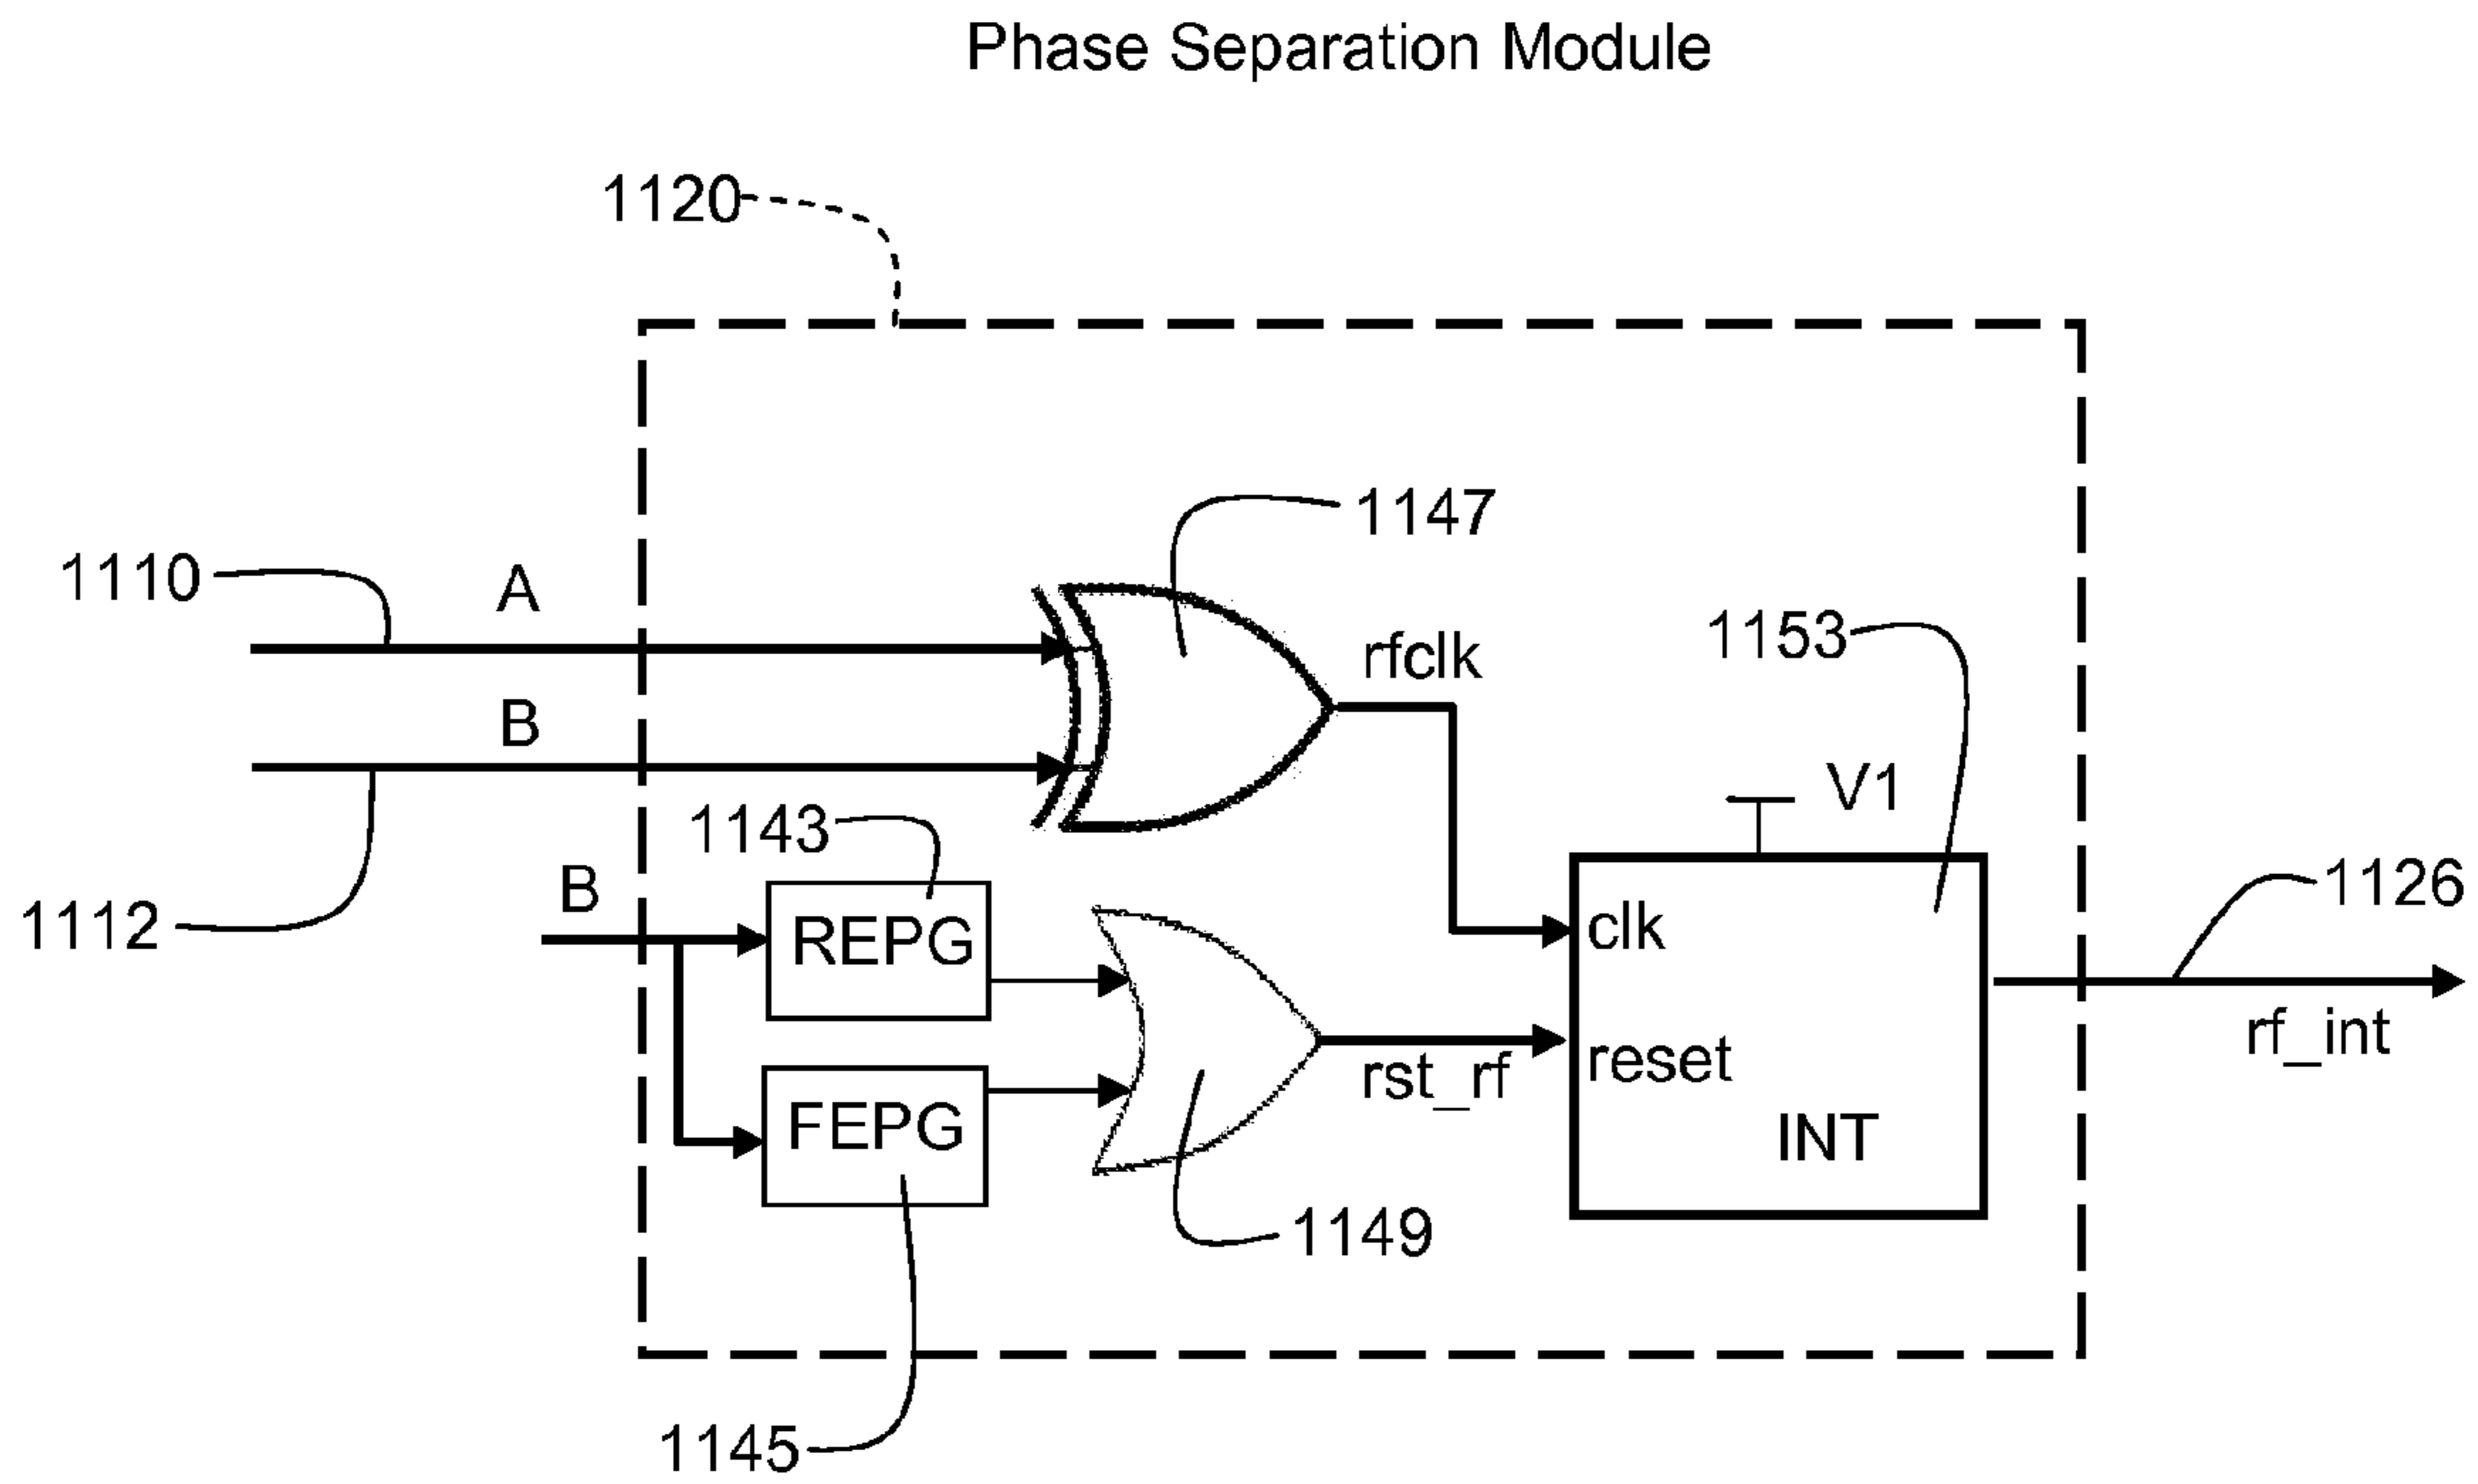 Phase Separation Module
1120
1147
1110
A
1153
rfclk
B
V1
1143
B
1126
1112
REPG
clk
rf_int
rst_rf
reset
FEPG
INT
1149
1145